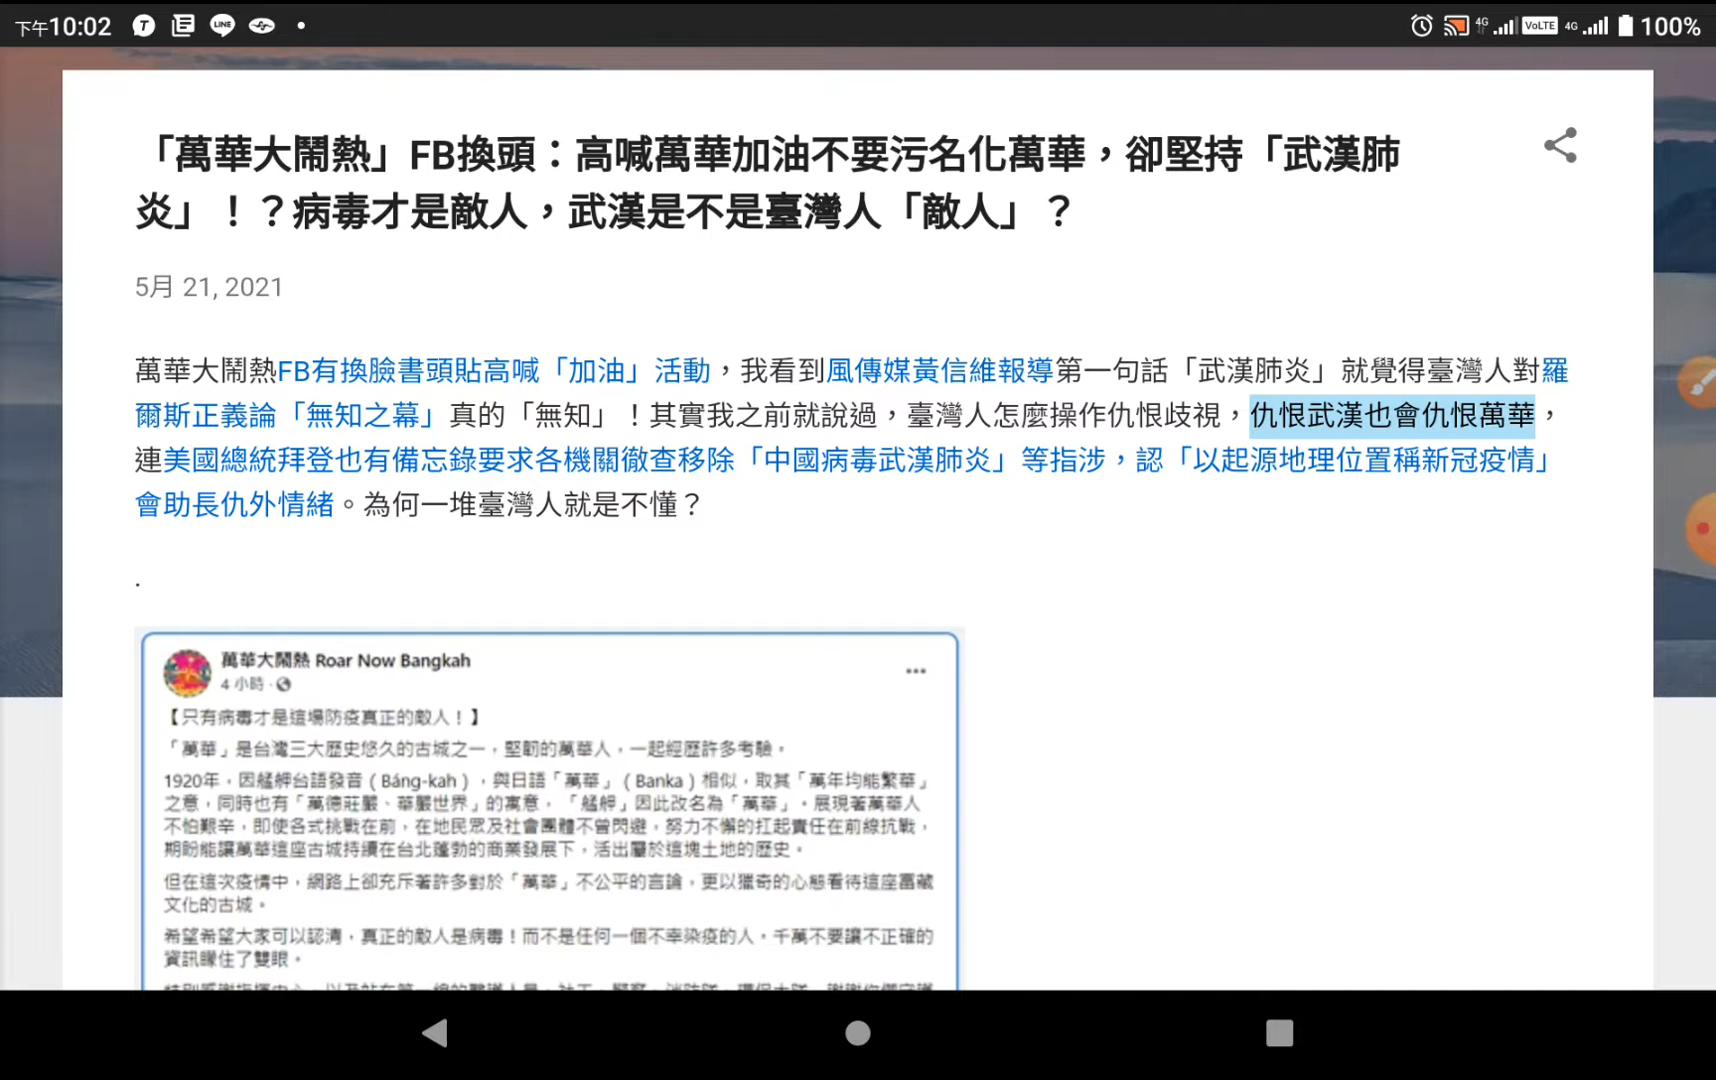 下午10:02
4G VoLTE 4G 100%
「萬華大鬧熱」FB換頭：高喊萬華加油不要污名化萬華，卻堅持「武漢肺
炎」！？病毒才是敵人，武漢是不是臺灣人「敵人」？
5月 21, 2021
萬華大鬧熱FB有換臉書頭貼高喊「加油」活動，我看到風傳媒黃信維報導第一句話「武漢肺炎」就覺得臺灣人對羅
爾斯正義論「無知之幕」真的「無知」！其實我之前就說過，臺灣人怎麼操作仇恨歧視，仇恨武漢也會仇恨萬華，
連美國總統拜登也有備忘錄要求各機關徹查移除「中國病毒武漢肺炎」等指涉，認「以起源地理位置稱新冠疫情」
會助長仇外情緒。為何一堆臺灣人就是不懂？
.
萬華大鬧熱 Roar Now Bangkah
4 小時 ·
【只有病毒才是這場防疫真正的敵人！】
「萬華」是台灣三大歷史悠久的古城之一，堅韌的萬華人，一起經歷許多考驗。
1920年，因艋舺台語發音（Báng-kah），與日語「萬華」（Banka）相似，取其「萬年均能繁華」
之意，同時也有「萬德莊嚴、華嚴世界」的寓意，「艋舺」因此改名為「萬華」。展現著萬華人
不怕艱辛，即使各式挑戰在前，在地民眾及社會團體不曾閃避，努力不懈的扛起責任在前線抗戰，
期盼能讓萬華這座古城持續在台北蓬勃的商業發展下，活出屬於這塊土地的歷史。
但在這次疫情中，網路上卻充斥著許多對於「萬華」不公平的言論，更以獵奇的心態看待這座富藏
文化的古城。
希望希望大家可以認清，真正的敵人是病毒！而不是任何一個不幸染疫的人，千萬不要讓不正確的
資訊矇住了雙眼。